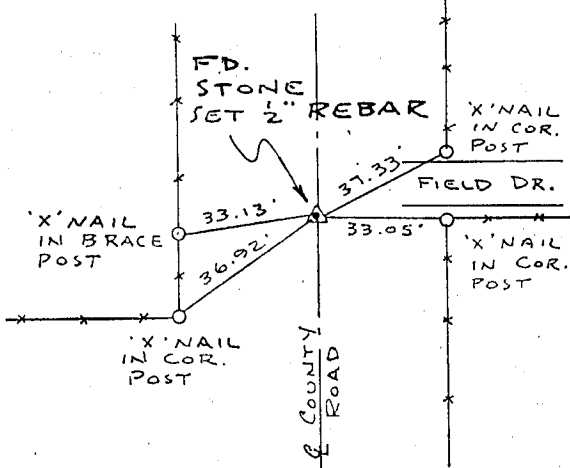 FD.
STONE
SET ½" REBAR
'X' NAIL
IN COR.
POST
37.33'
FIELD DR.
33.13'
33.05'
'X' NAIL
IN BRACE
POST
36.92'
'X' NAIL
IN COR.
POST
'X' NAIL
IN COR.
POST
℄ COUNTY
ROAD